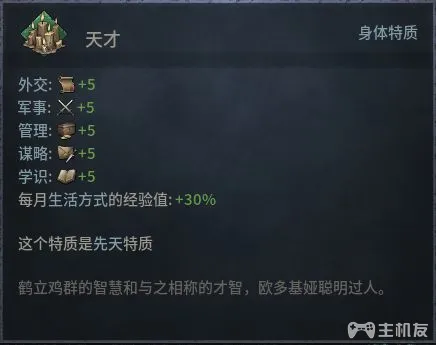 天才
身体特质
外交: +5
军事: +5
管理: +5
谋略: +5
学识: +5
每月生活方式的经验值: +30%
这个特质是先天特质
鹤立鸡群的智慧和与之相称的才智，欧多基娅聪明过人。
主机友